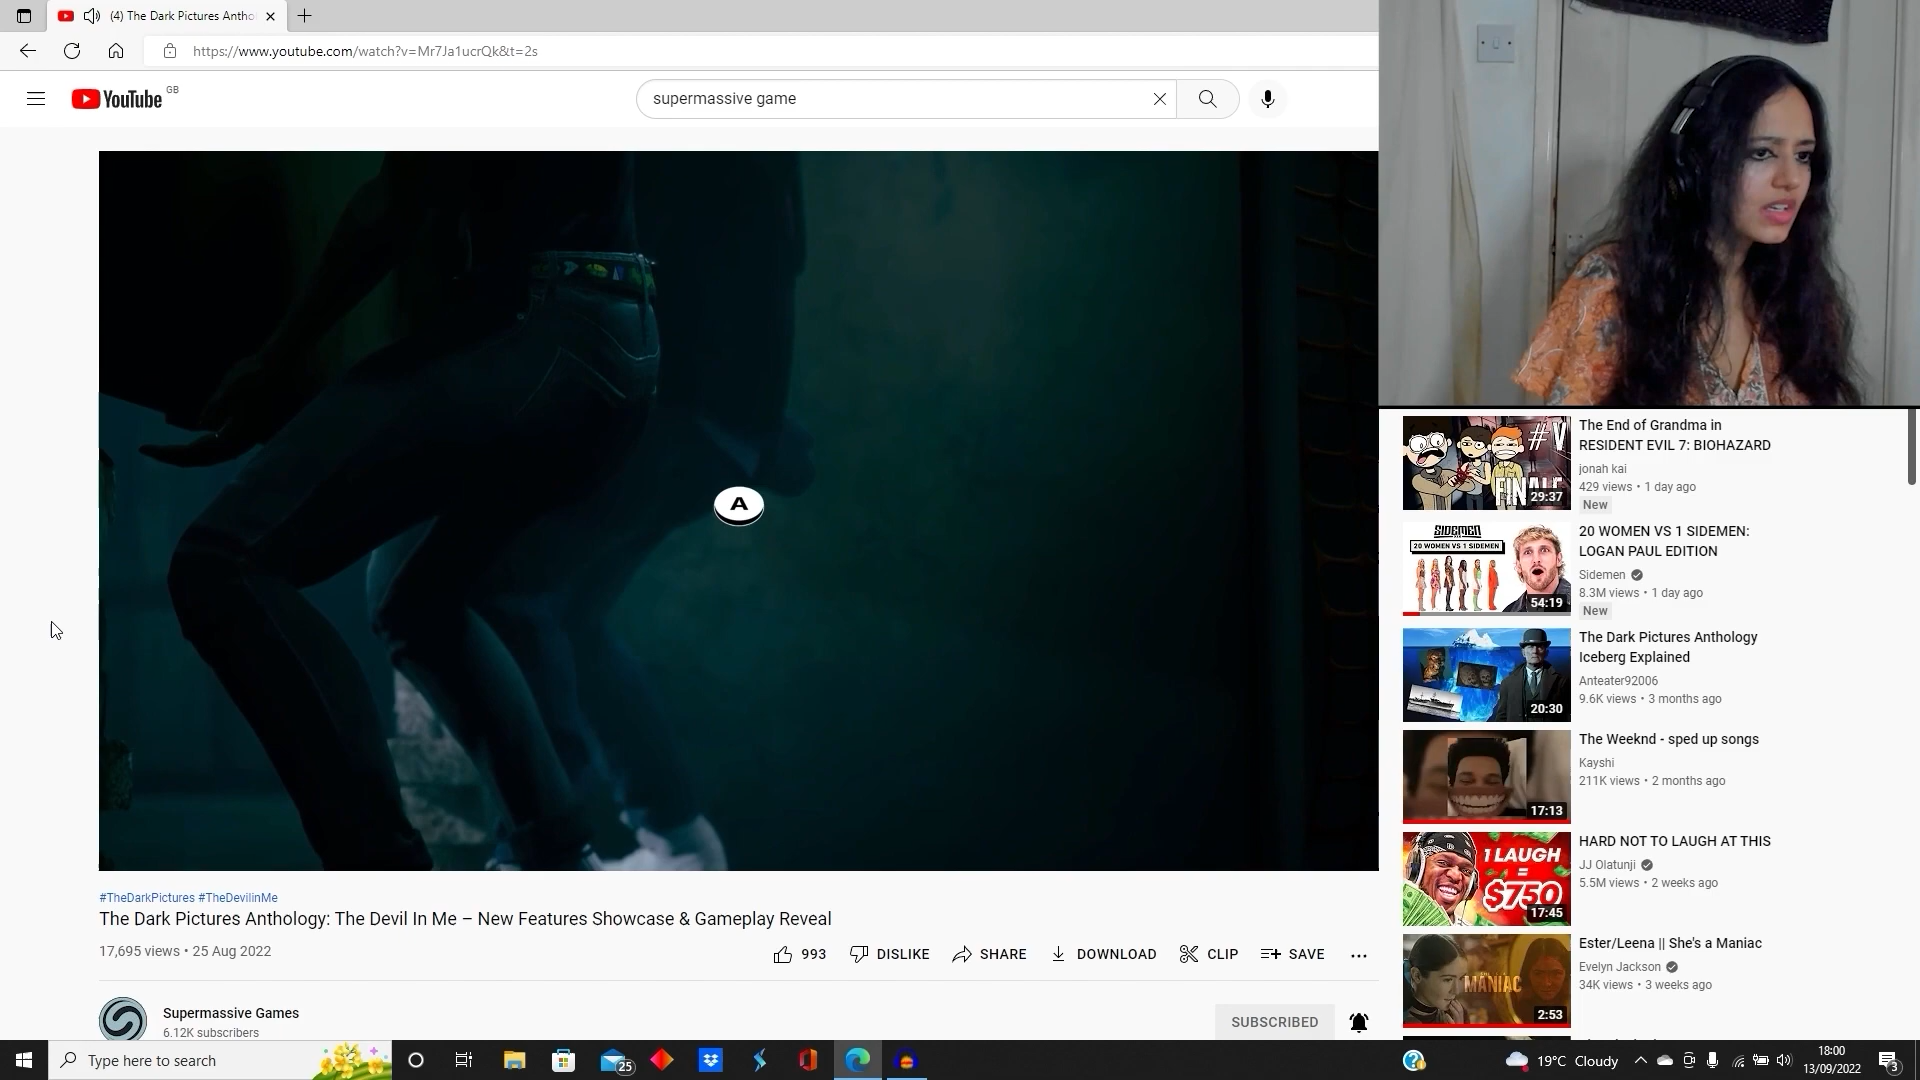 (4) The Dark Pictures Antho
https://www.youtube.com/watch?v=Mr7Ja1ucrQk&t=2s
YouTube GB
supermassive game
A
#TheDarkPictures #TheDevilinMe
The Dark Pictures Anthology: The Devil In Me – New Features Showcase & Gameplay Reveal
17,695 views • 25 Aug 2022
993 DISLIKE SHARE DOWNLOAD CLIP SAVE
Supermassive Games
6.12K subscribers
SUBSCRIBED
#V
FINALE
29:37
The End of Grandma in
RESIDENT EVIL 7: BIOHAZARD
jonah kai
429 views • 1 day ago
New
SIDEMEN
20 WOMEN VS 1 SIDEMEN
54:19
20 WOMEN VS 1 SIDEMEN:
LOGAN PAUL EDITION
Sidemen
8.3M views • 1 day ago
New
20:30
The Dark Pictures Anthology
Iceberg Explained
Anteater92006
9.6K views • 3 months ago
17:13
The Weeknd - sped up songs
Kayshi
211K views • 2 months ago
1 LAUGH
=
$750
17:45
HARD NOT TO LAUGH AT THIS
JJ Olatunji
5.5M views • 2 weeks ago
MANIAC
2:53
Ester/Leena || She's a Maniac
Evelyn Jackson
34K views • 3 weeks ago
Type here to search
25
19°C Cloudy
18:00
13/09/2022
3